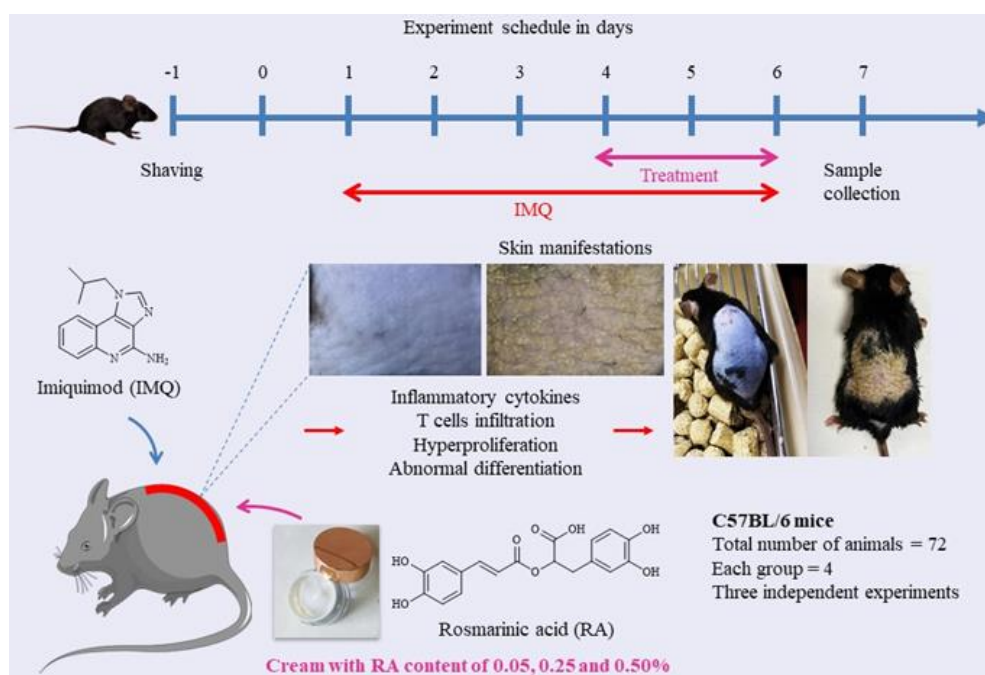 Experiment schedule in days
-1 0 1 2 3 4 5 6 7
Shaving
Treatment
Sample
collection
IMQ
Skin manifestations
N
N
N
NH2
Imiquimod (IMQ)
Inflammatory cytokines
T cells infiltration
Hyperproliferation
Abnormal differentiation
HO
HO
O
O
O
OH
OH
OH
Rosmarinic acid (RA)
C57BL/6 mice
Total number of animals = 72
Each group = 4
Three independent experiments
Cream with RA content of 0.05, 0.25 and 0.50%